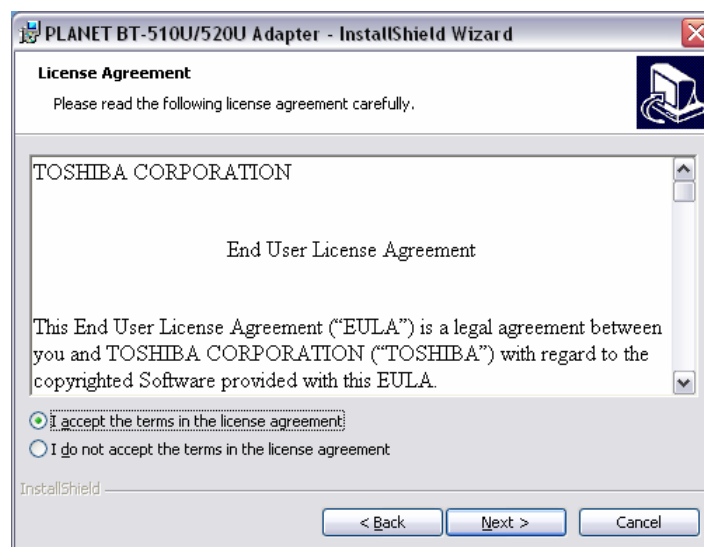 PLANET BT-510U/520U Adapter - InstallShield Wizard
License Agreement
Please read the following license agreement carefully.
TOSHIBA CORPORATION
End User License Agreement
This End User License Agreement (“EULA”) is a legal agreement between
you and TOSHIBA CORPORATION (“TOSHIBA”) with regard to the
copyrighted Software provided with this EULA.
I accept the terms in the license agreement
I do not accept the terms in the license agreement
InstallShield
< Back Next > Cancel